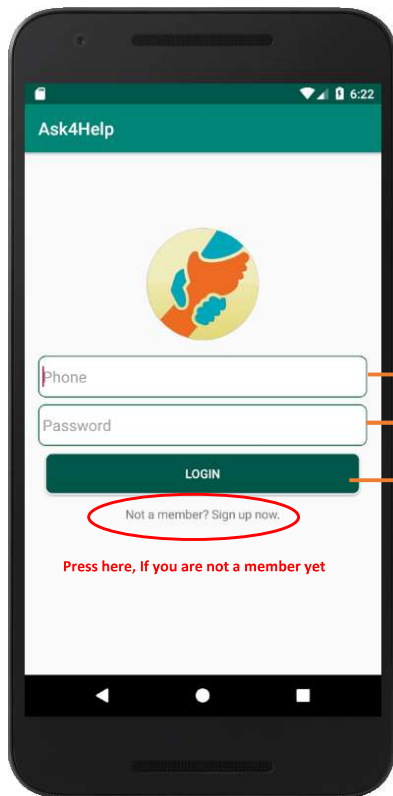 6:22
Ask4Help
Phone
Password
LOGIN
Not a member? Sign up now.
Press here, If you are not a member yet